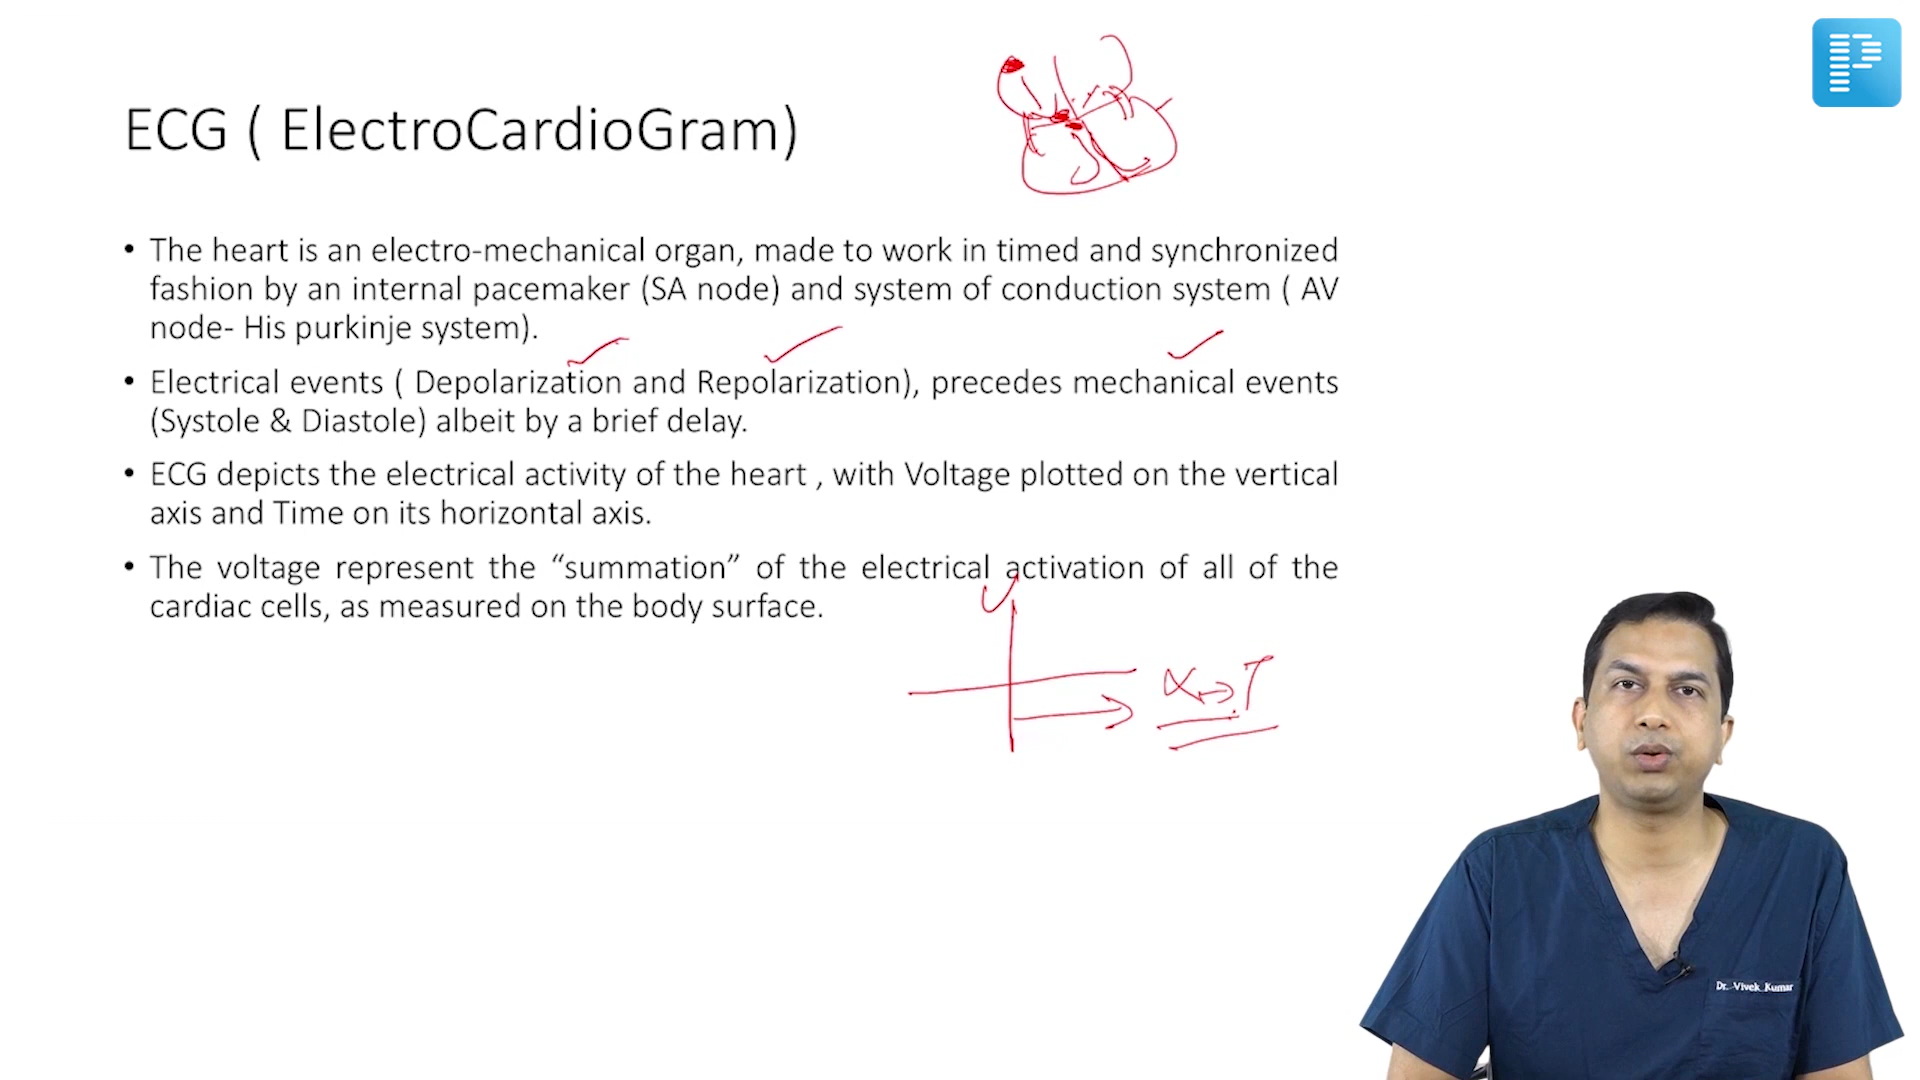 ECG ( ElectroCardioGram)
• The heart is an electro-mechanical organ, made to work in timed and synchronized
fashion by an internal pacemaker (SA node) and system of conduction system ( AV
node- His purkinje system).
• Electrical events ( Depolarization and Repolarization), precedes mechanical events
(Systole & Diastole) albeit by a brief delay.
• ECG depicts the electrical activity of the heart , with Voltage plotted on the vertical
axis and Time on its horizontal axis.
• The voltage represent the “summation” of the electrical activation of all of the
cardiac cells, as measured on the body surface.
T
Dr. Vivek Kumar